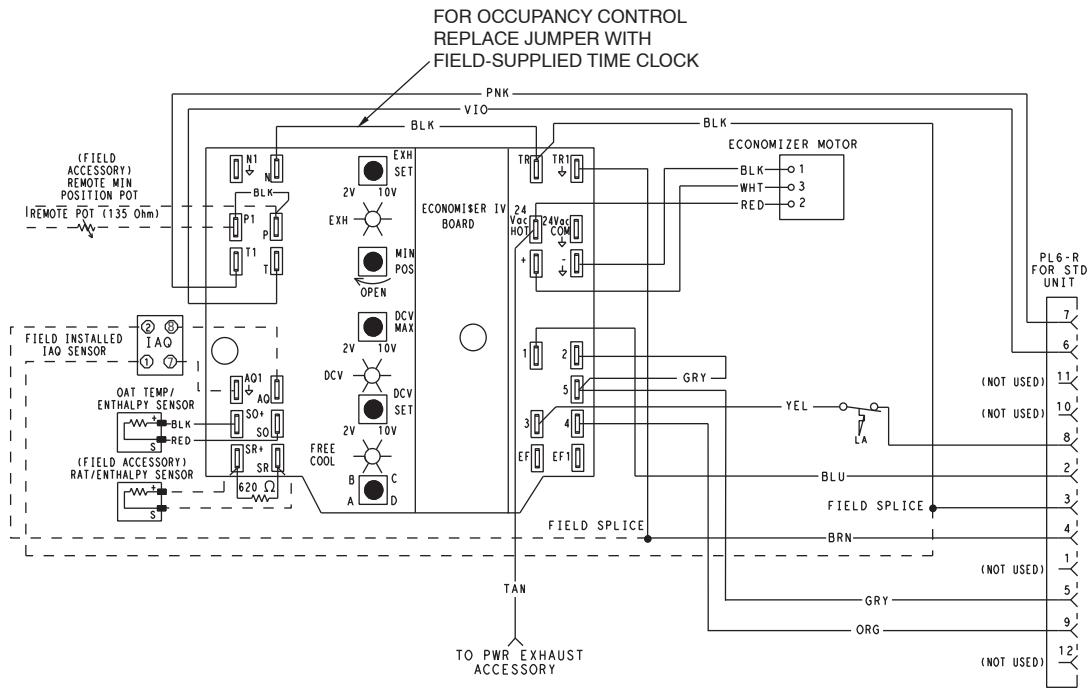 FOR OCCUPANCY CONTROL
REPLACE JUMPER WITH
FIELD-SUPPLIED TIME CLOCK
PNK
VIO
BLK
BLK
ECONOMIZER MOTOR
BLK 1
WHT 3
RED 2
(FIELD
ACCESSORY)
REMOTE MIN
POSITION POT
REMOTE POT (135 Ohm)
N1
N
BLK
P1
P
T1
T
EXH
SET
2V 10V
EXH
MIN
POS
OPEN
DCV
MAX
2V 10V
DCV
DCV
SET
2V 10V
FREE
COOL
B C
A D
ECONOMI$ER IV
BOARD
TR TR1
24
Vac
HOT
24Vac
COM
+ -
1 2
5
3 4
EF EF1
GRY
YEL
LA
BLU
FIELD INSTALLED
IAQ SENSOR
2 8
IAQ
1 7
AQ1
AQ
OAT TEMP/
ENTHALPY SENSOR
+ BLK
S RED
SO+
SO
(FIELD ACCESSORY)
RAT/ENTHALPY SENSOR
+
S
SR+
SR
620 Ω
FIELD SPLICE
FIELD SPLICE
BRN
TAN
GRY
ORG
TO PWR EXHAUST
ACCESSORY
PL6-R
FOR STD
UNIT
7
6
(NOT USED) 11
(NOT USED) 10
8
2
3
4
(NOT USED) 1
5
9
(NOT USED) 12